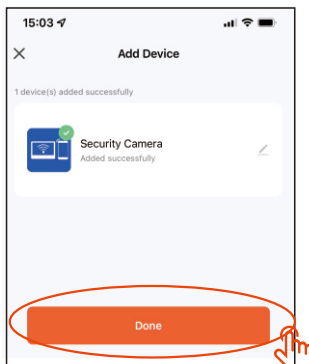 15:03
Add Device
1 device(s) added successfully
Security Camera
Added successfully
Done